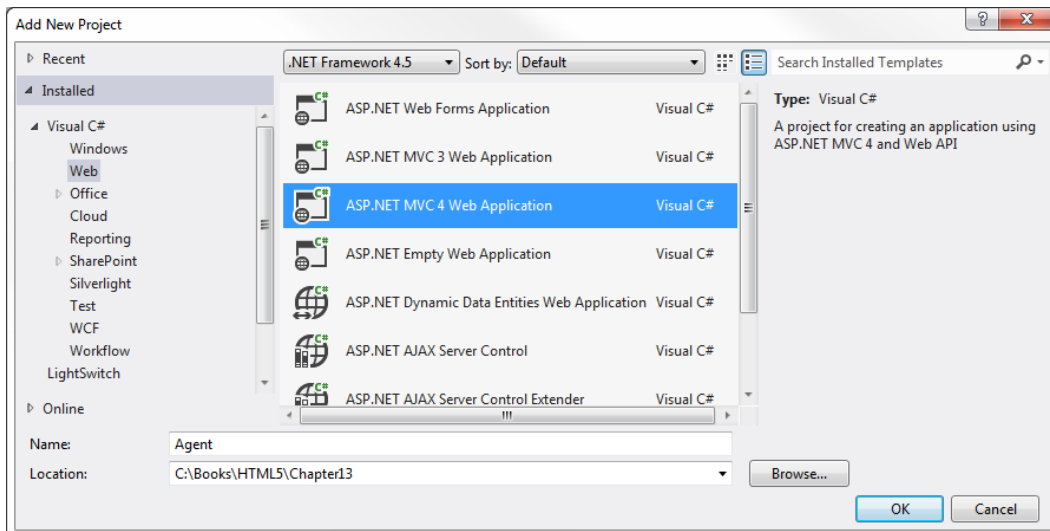 Add New Project
Recent
Installed
Visual C#
Windows
Web
Office
Cloud
Reporting
SharePoint
Silverlight
Test
WCF
Workflow
LightSwitch
Online
.NET Framework 4.5 Sort by: Default
ASP.NET Web Forms Application Visual C#
ASP.NET MVC 3 Web Application Visual C#
ASP.NET MVC 4 Web Application Visual C#
ASP.NET Empty Web Application Visual C#
ASP.NET Dynamic Data Entities Web Application Visual C#
ASP.NET AJAX Server Control Visual C#
ASP.NET AJAX Server Control Extender Visual C#
Search Installed Templates
Type: Visual C#
A project for creating an application using
ASP.NET MVC 4 and Web API
Name: Agent
Location: C:\Books\HTML5\Chapter13 Browse...
OK Cancel